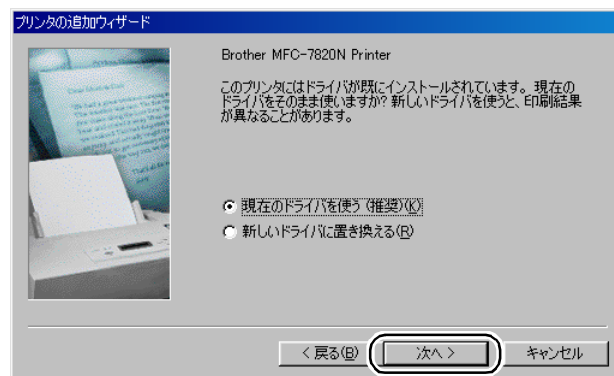 プリンタの追加ウィザード
Brother MFC-7820N Printer
このプリンタにはドライバが既にインストールされています。現在の
ドライバをそのまま使いますか? 新しいドライバを使うと、印刷結果
が異なることがあります。
現在のドライバを使う (推奨)(K)
新しいドライバに置き換える(R)
< 戻る(B)
次へ >
キャンセル